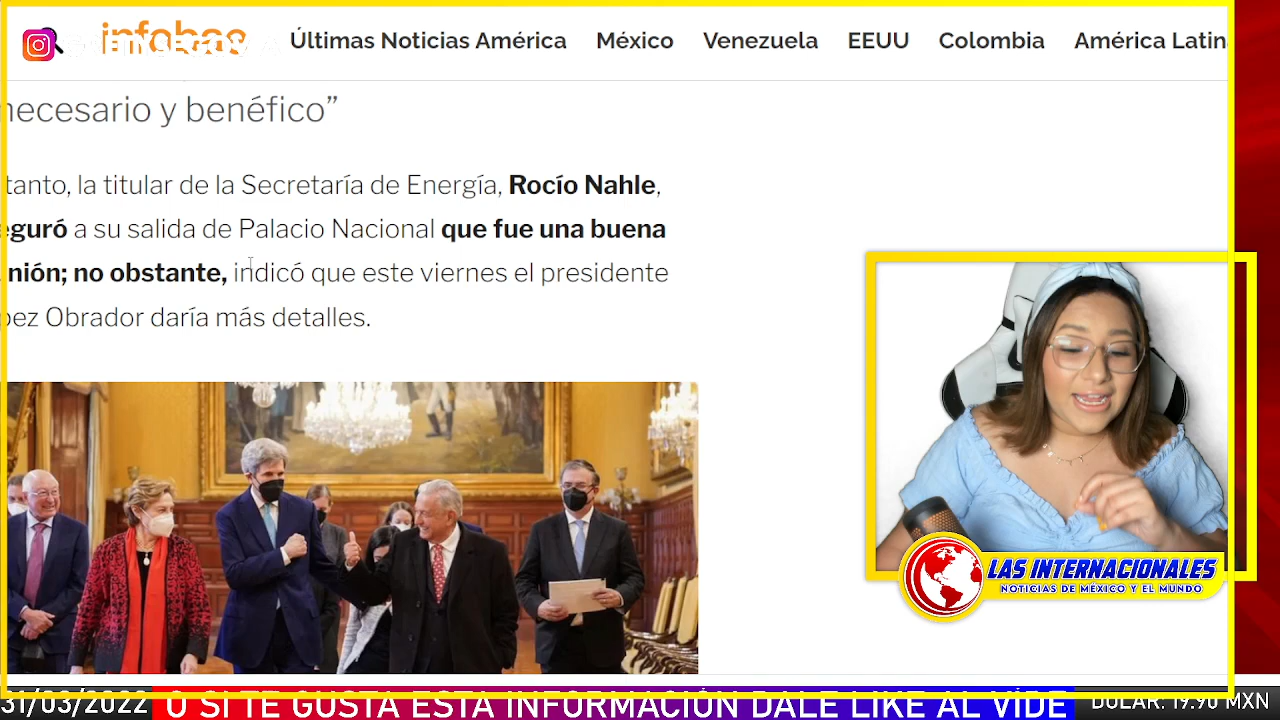 infobae
Últimas Noticias América México Venezuela EEUU Colombia América Latina
necesario y benéfico”
tanto, la titular de la Secretaría de Energía, Rocío Nahle,
eguró a su salida de Palacio Nacional que fue una buena
nión; no obstante, indicó que este viernes el presidente
pez Obrador daría más detalles.
LAS INTERNACIONALES
NOTICIAS DE MÉXICO Y EL MUNDO
31/03/2022 O SI TE GUSTA ESTA INFORMACIÓN DALE LIKE AL VÍDE DOLAR: 19.90 MXN